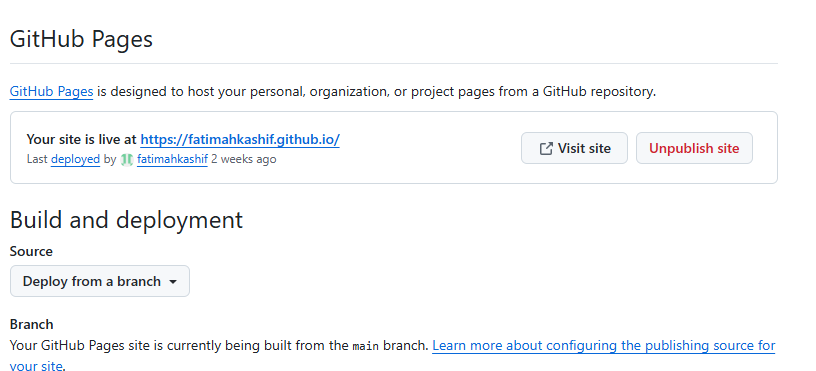 GitHub Pages
GitHub Pages is designed to host your personal, organization, or project pages from a GitHub repository.
Your site is live at https://fatimahkashif.github.io/
Last deployed by fatimahkashif 2 weeks ago
Visit site
Unpublish site
Build and deployment
Source
Deploy from a branch
Branch
Your GitHub Pages site is currently being built from the main branch. Learn more about configuring the publishing source for
your site.